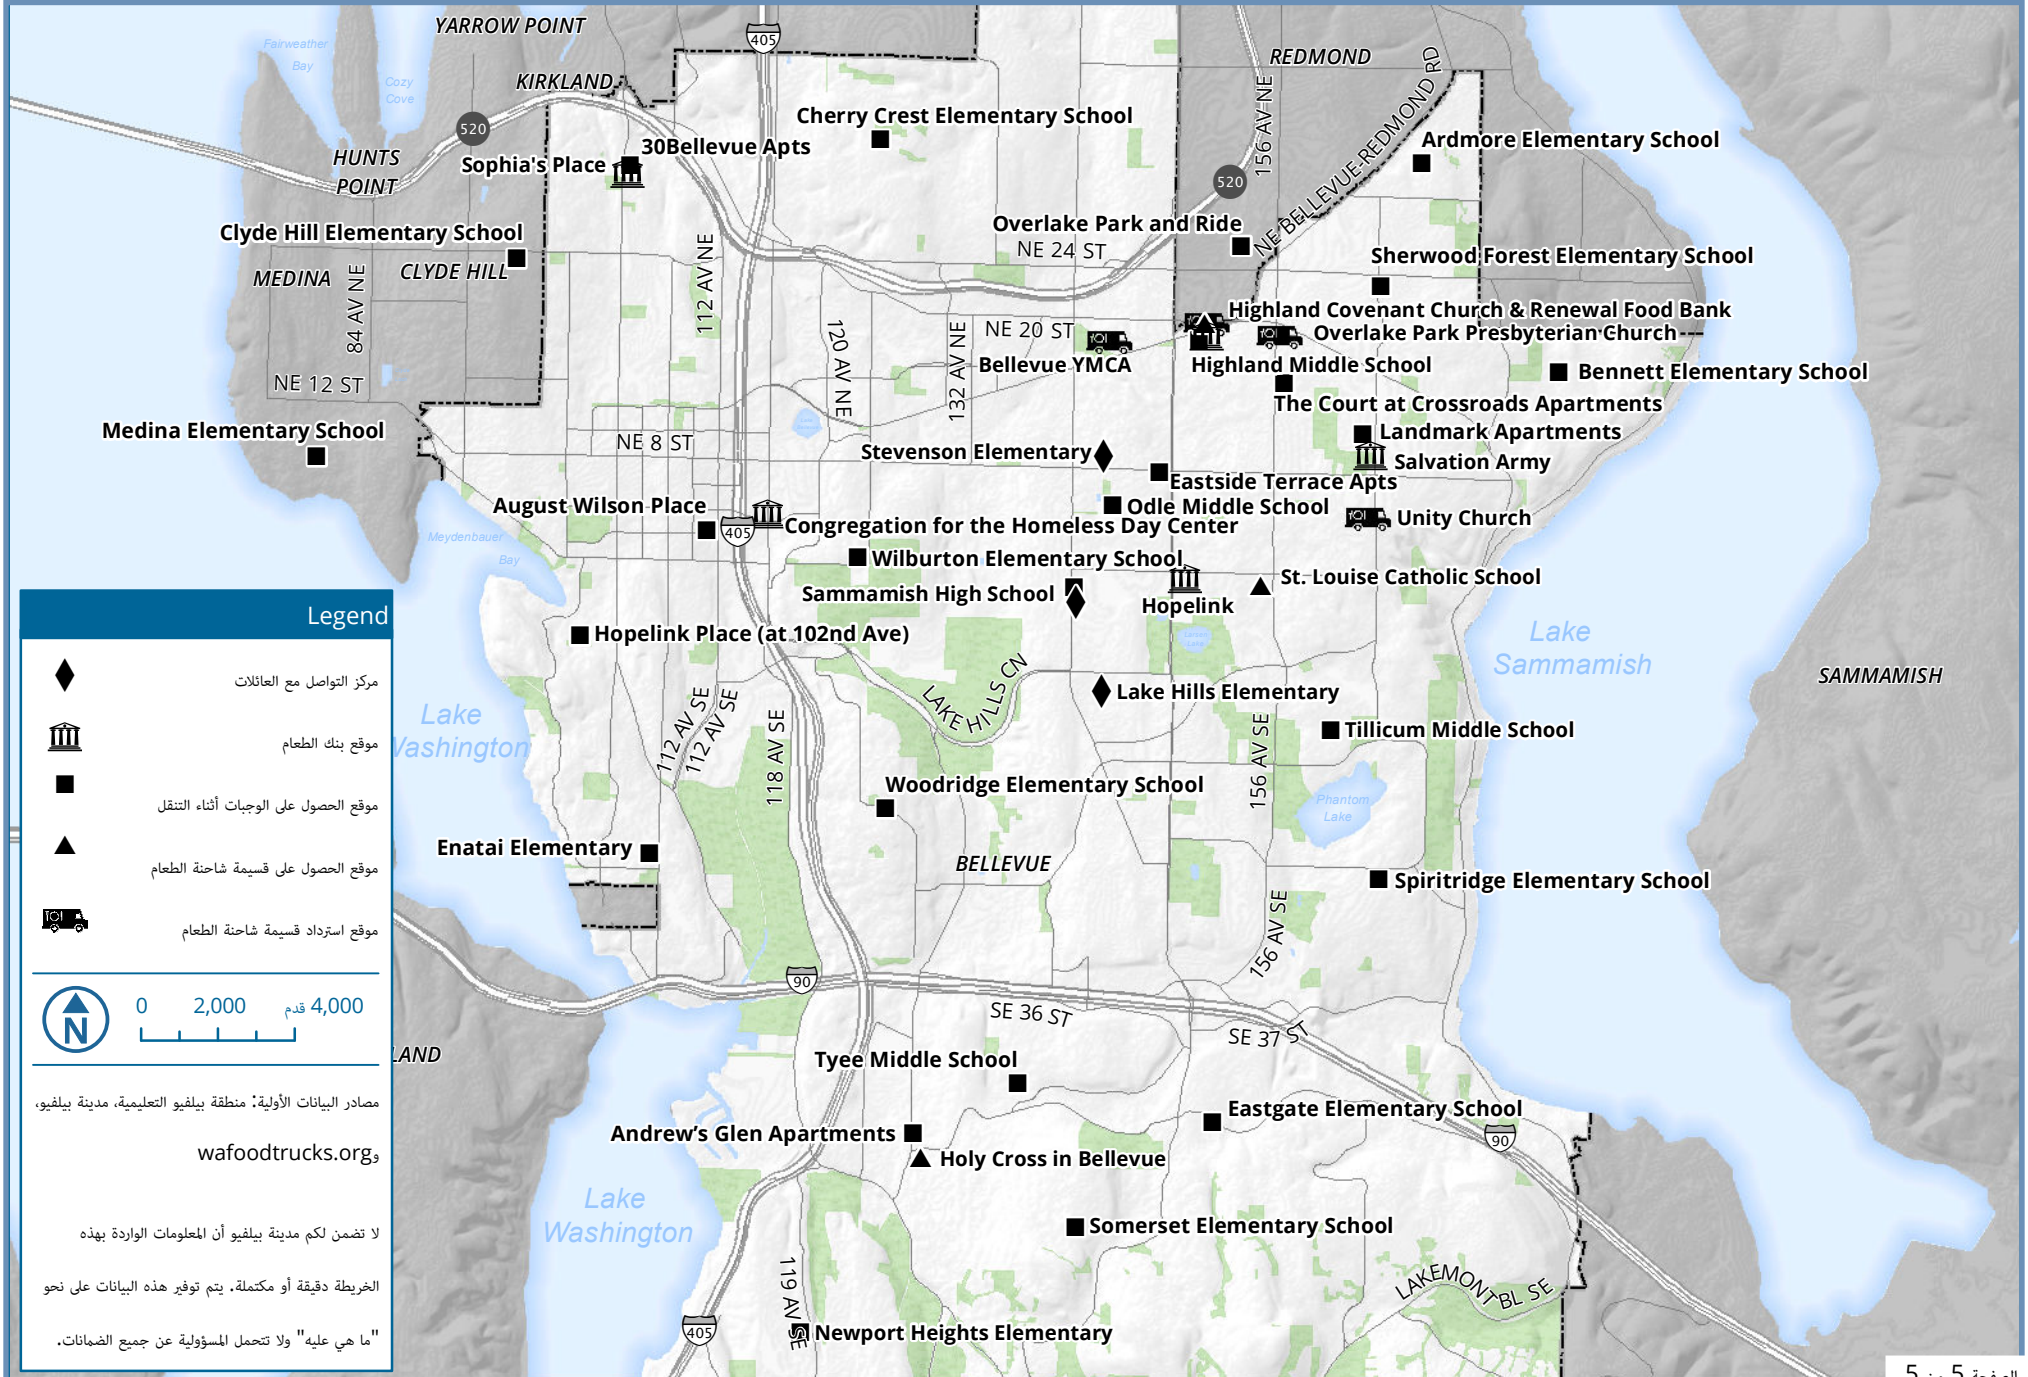 YARROW POINT
405
REDMOND
Fairweather
Bay
KIRKLAND
Cozy
Cove
156 AV NE
NE BELLEVUE-REDMOND RD
520
Cherry Crest Elementary School
Ardmore Elementary School
HUNTS
POINT
30Bellevue Apts
Sophia's Place
520
Clyde Hill Elementary School
Overlake Park and Ride
NE 24 ST
MEDINA
CLYDE HILL
84 AV NE
112 AV NE
Sherwood Forest Elementary School
Highland Covenant Church & Renewal Food Bank
120 AV NE
132 AV NE
NE 20 ST
Overlake Park Presbyterian Church
Bellevue YMCA
Highland Middle School
Bennett Elementary School
NE 12 ST
The Court at Crossroads Apartments
Medina Elementary School
Landmark Apartments
NE 8 ST
Stevenson Elementary
Salvation Army
Eastside Terrace Apts
August Wilson Place
Odle Middle School
Unity Church
405
Congregation for the Homeless Day Center
Meydenbauer
Bay
Wilburton Elementary School
St. Louise Catholic School
Sammamish High School
Hopelink
Hopelink Place (at 102nd Ave)
Larsen
Lake
Lake
Sammamish
SAMMAMISH
LAKE HILLS CN
Lake Hills Elementary
112 AV SE
112 AV SE
118 AV SE
156 AV SE
Lake
Washington
Tillicum Middle School
Woodridge Elementary School
Phantom
Lake
Enatai Elementary
BELLEVUE
Spiritridge Elementary School
156 AV SE
90
SE 36 ST
SE 37 ST
LAND
Tyee Middle School
Eastgate Elementary School
Andrew’s Glen Apartments
90
Holy Cross in Bellevue
Lake
Washington
Somerset Elementary School
119 AV SE
LAKEMONT BL SE
405
Newport Heights Elementary
Legend
مركز التواصل مع العائلات
موقع بنك الطعام
موقع الحصول على الوجبات أثناء التنقل
موقع الحصول على قسيمة شاحنة الطعام
موقع استرداد قسيمة شاحنة الطعام
N
0 2,000 4,000 قدم
مصادر البيانات الأولية: منطقة بيلفيو التعليمية، مدينة بيلفيو،
وwafoodtrucks.org
لا تضمن لكم مدينة بيلفيو أن المعلومات الواردة بهذه
الخريطة دقيقة أو مكتملة. يتم توفير هذه البيانات على نحو
"ما هي عليه" ولا تتحمل المسؤولية عن جميع الضمانات.
الصفحة 5 من 5